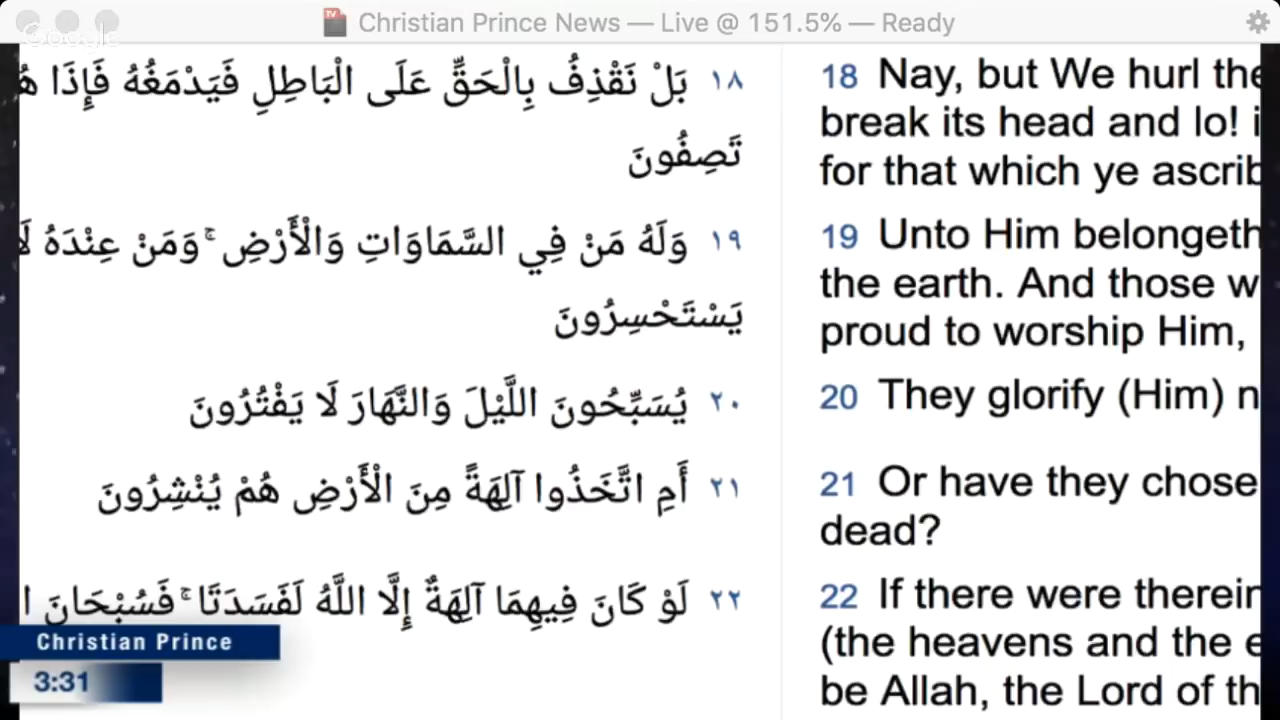 Christian Prince News — Live @ 151.5% — Ready
Google
١٨ بَلْ نَقْذِفُ بِالْحَقِّ عَلَى الْبَاطِلِ فَيَدْمَغُهُ فَإِذَا
تَصِفُونَ
١٩ وَلَهُ مَنْ فِي السَّمَاوَاتِ وَالْأَرْضِ ۚ وَمَنْ عِنْدَهُ
يَسْتَحْسِرُونَ
٢٠ يُسَبِّحُونَ اللَّيْلَ وَالنَّهَارَ لَا يَفْتُرُونَ
٢١ أَمِ اتَّخَذُوا آلِهَةً مِنَ الْأَرْضِ هُمْ يُنْشِرُونَ
٢٢ لَوْ كَانَ فِيهِمَا آلِهَةٌ إِلَّا اللَّهُ لَفَسَدَتَا ۚ فَسُبْحَانَ
18 Nay, but We hurl the
break its head and lo! i
for that which ye ascrib
19 Unto Him belongeth
the earth. And those w
proud to worship Him,
20 They glorify (Him) n
21 Or have they chose
dead?
22 If there were therein
(the heavens and the e
be Allah, the Lord of th
Christian Prince
3:31